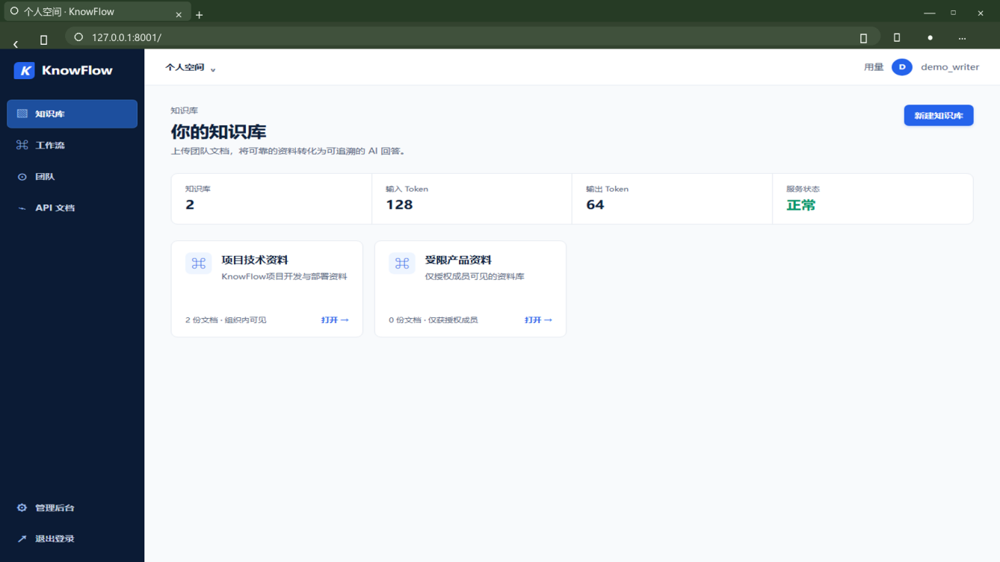 个人空间 · KnowFlow
127.0.0.1:8001/
K KnowFlow
知识库
工作流
团队
API 文档
管理后台
退出登录
个人空间
用量 D demo_writer
知识库
你的知识库
上传团队文档，将可靠的资料转化为可追溯的 AI 回答。
新建知识库
知识库
2
输入 Token
128
输出 Token
64
服务状态
正常
项目技术资料
KnowFlow项目开发与部署资料
2 份文档 · 组织内可见 打开 →
受限产品资料
仅授权成员可见的资料库
0 份文档 · 仅获授权成员 打开 →